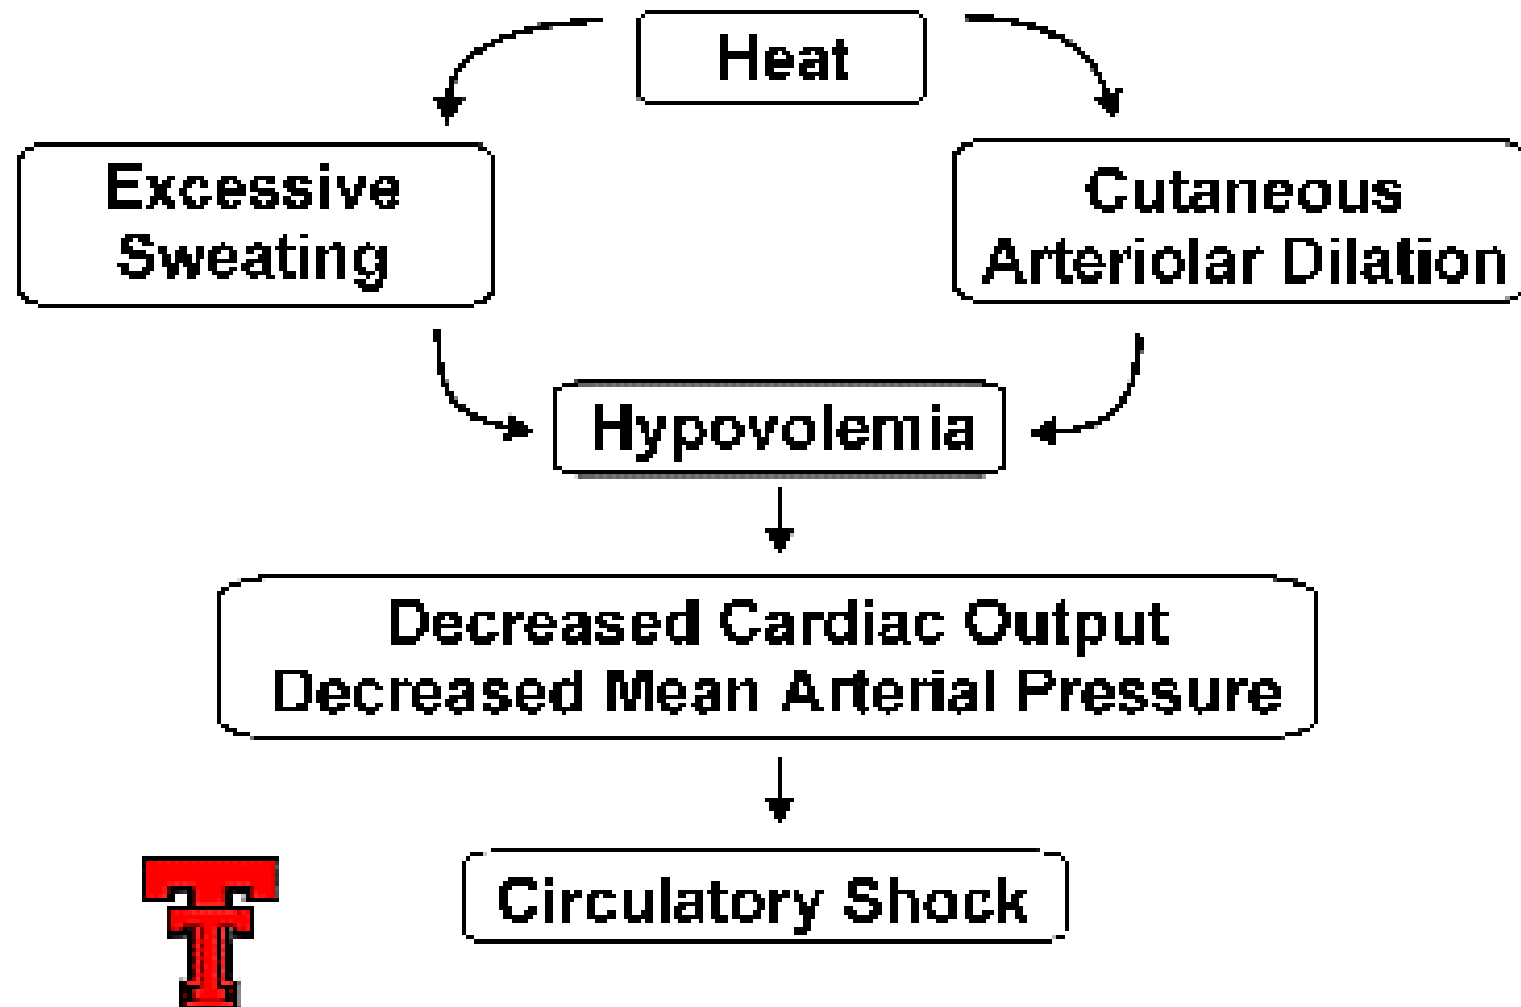 Heat
Excessive
Sweating
Cutaneous
Arteriolar Dilation
Hypovolemia
Decreased Cardiac Output
Decreased Mean Arterial Pressure
Circulatory Shock